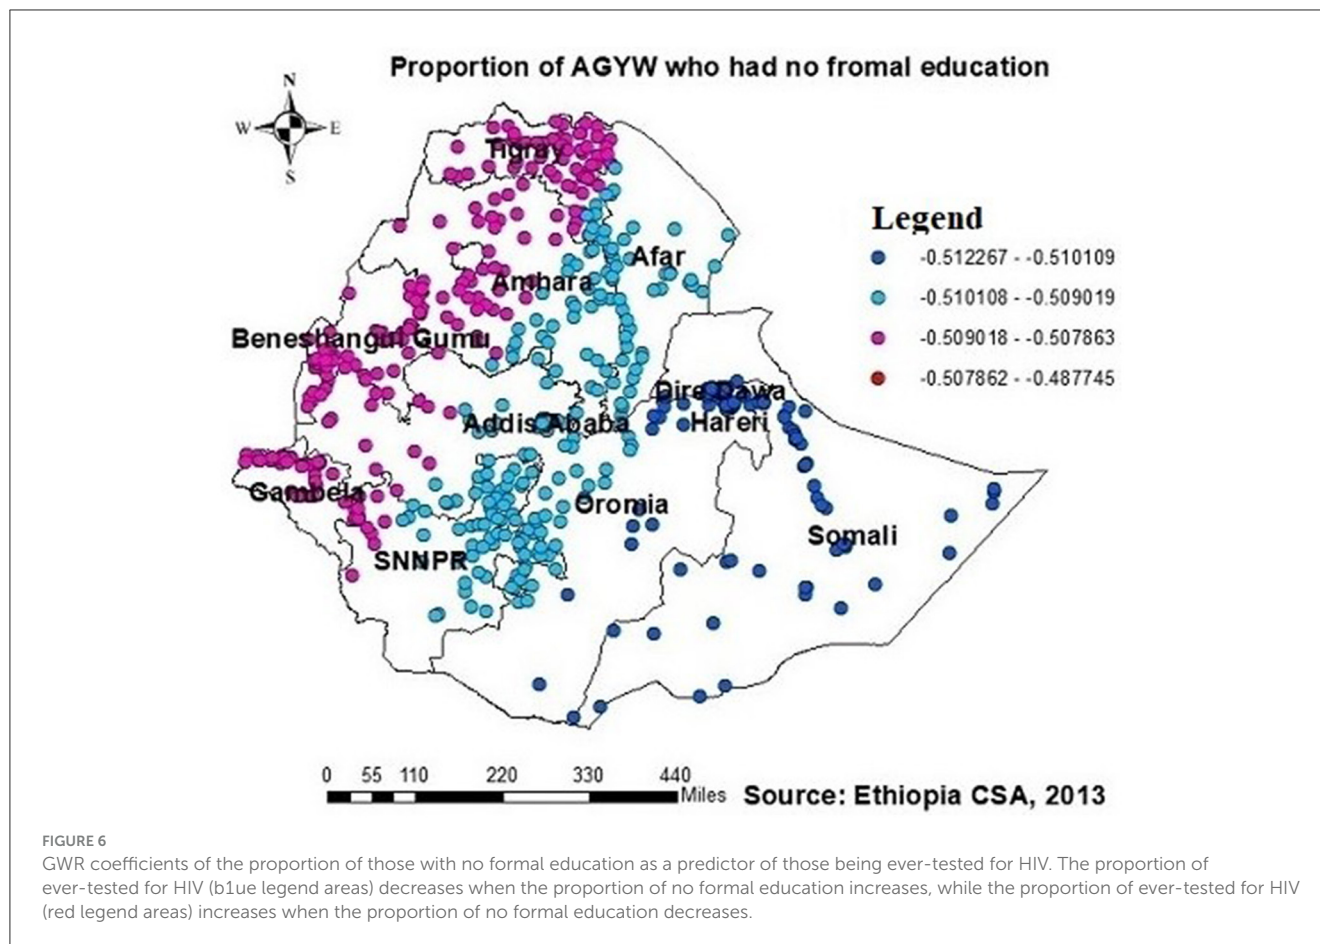 Proportion of AGYW who had no fromal education
N
W E
S
Tigray
Legend
Afar
-0.512267 - -0.510109
Amhara
-0.510108 - -0.509019
Beneshangul Gumu
-0.509018 - -0.507863
-0.507862 - -0.487745
Dire Dawa
Addis Ababa
Hareri
Gambela
Oromia
Somali
SNNPR
0 55 110 220 330 440
Miles
Source: Ethiopia CSA, 2013
FIGURE 6
GWR coefficients of the proportion of those with no formal education as a predictor of those being ever-tested for HIV. The proportion of
ever-tested for HIV (b1ue legend areas) decreases when the proportion of no formal education increases, while the proportion of ever-tested for HIV
(red legend areas) increases when the proportion of no formal education decreases.